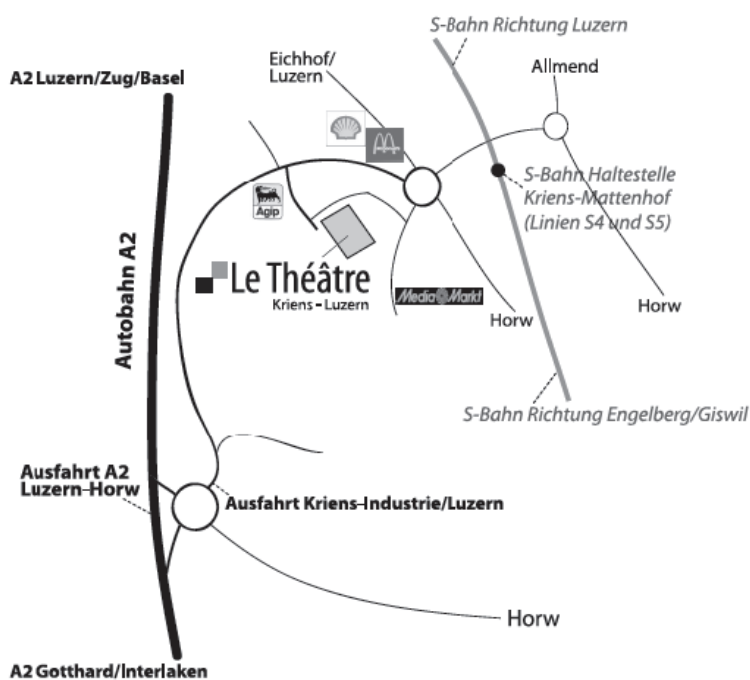 S-Bahn Richtung Luzern
Eichhof/
Luzern
Allmend
A2 Luzern/Zug/Basel
S-Bahn Haltestelle
Kriens-Mattenhof
(Linien S4 und S5)
Agip
Autobahn A2
Le Théâtre
Kriens-Luzern
Media Markt
Horw
Horw
S-Bahn Richtung Engelberg/Giswil
Ausfahrt A2
Luzern-Horw
Ausfahrt Kriens-Industrie/Luzern
Horw
A2 Gotthard/Interlaken